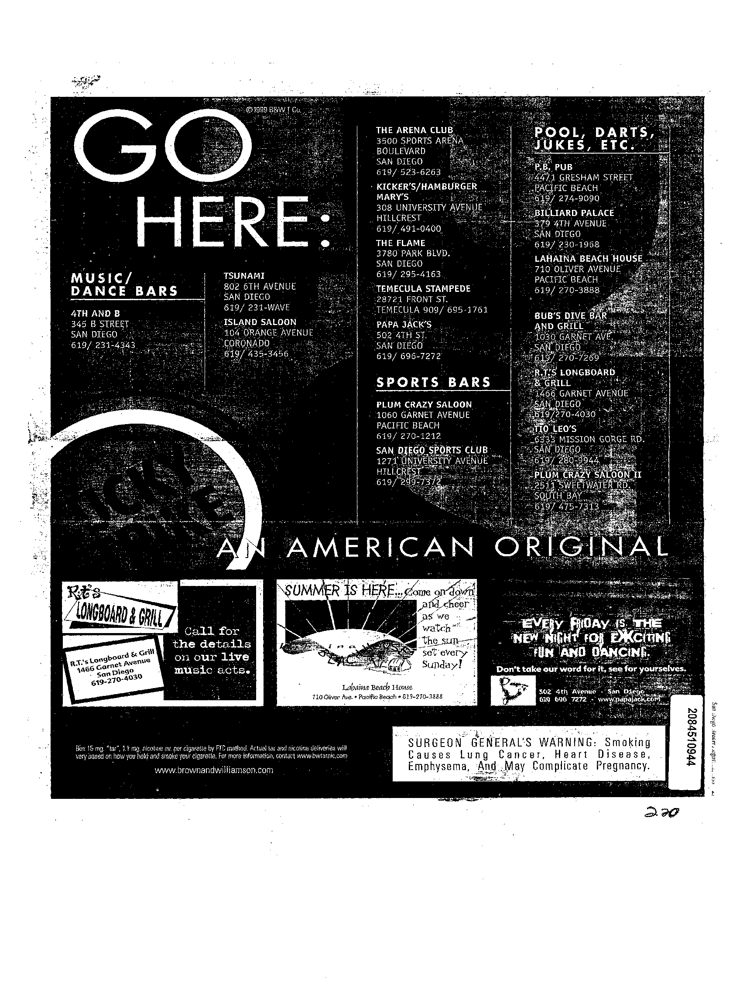 © 1999 B&W T Co.
GO
HERE:
MUSIC/
DANCE BARS
4TH AND B
345 B STREET
SAN DIEGO
619/ 231-4343
TSUNAMI
802 6TH AVENUE
SAN DIEGO
619/ 231-WAVE
ISLAND SALOON
104 ORANGE AVENUE
CORONADO
619/ 435-3456
THE ARENA CLUB
3500 SPORTS ARENA
BOULEVARD
SAN DIEGO
619/ 523-6263
KICKER'S/HAMBURGER
MARY'S
308 UNIVERSITY AVENUE
HILLCREST
619/ 491-0400
THE FLAME
3780 PARK BLVD.
SAN DIEGO
619/ 295-4163
TEMECULA STAMPEDE
28721 FRONT ST.
TEMECULA 909/ 695-1761
PAPA JACK'S
502 4TH ST
SAN DIEGO
619/ 696-7272
SPORTS BARS
PLUM CRAZY SALOON
1060 GARNET AVENUE
PACIFIC BEACH
619/ 270-1212
SAN DIEGO SPORTS CLUB
1271 UNIVERSITY AVENUE
HILLCREST
619/ 299-7372
POOL, DARTS,
JUKES, ETC.
P.B. PUB
4471 GRESHAM STREET
PACIFIC BEACH
619/ 274-9090
BILLIARD PALACE
379 4TH AVENUE
SAN DIEGO
619/ 230-1968
LAHAINA BEACH HOUSE
710 OLIVER AVENUE
PACIFIC BEACH
619/ 270-3888
BUB'S DIVE BAR
AND GRILL
1030 GARNET AVE.
SAN DIEGO
619/ 270-7269
R.T.'S LONGBOARD
& GRILL
1466 GARNET AVENUE
SAN DIEGO
619/270-4030
TIO LEO'S
6333 MISSION GORGE RD.
SAN DIEGO
619/ 280-9944
PLUM CRAZY SALOON II
2511 SWEETWATER RD.
SOUTH BAY
619/ 475-7313
AN AMERICAN ORIGINAL
R.T.'s
LONGBOARD & GRILL
R.T.'s Longboard & Grill
1466 Garnet Avenue
San Diego
619-270-4030
Call for
the details
on our live
music acts.
SUMMER IS HERE... Come on down
and cheer
as we
watch
the sun
set every
Sunday!
Lahaina Beach House
710 Oliver Ave. • Pacific Beach • 619-270-3888
EVERY FRIDAY IS THE
NEW NIGHT FOR EXCITING
FUN AND DANCING.
Don't take our word for it, see for yourselves.
502 4th Avenue - San Diego
619 696 7272 - www.papajack.com
15 mg. "tar", 1.1 mg. nicotine av. per cigarette by FTC method. Actual tar and nicotine deliveries will
vary based on how you hold and smoke your cigarette. For more information, contact www.bwtarnic.com
www.brownandwilliamson.com
SURGEON GENERAL'S WARNING: Smoking
Causes Lung Cancer, Heart Disease,
Emphysema, And May Complicate Pregnancy.
2084510944
220